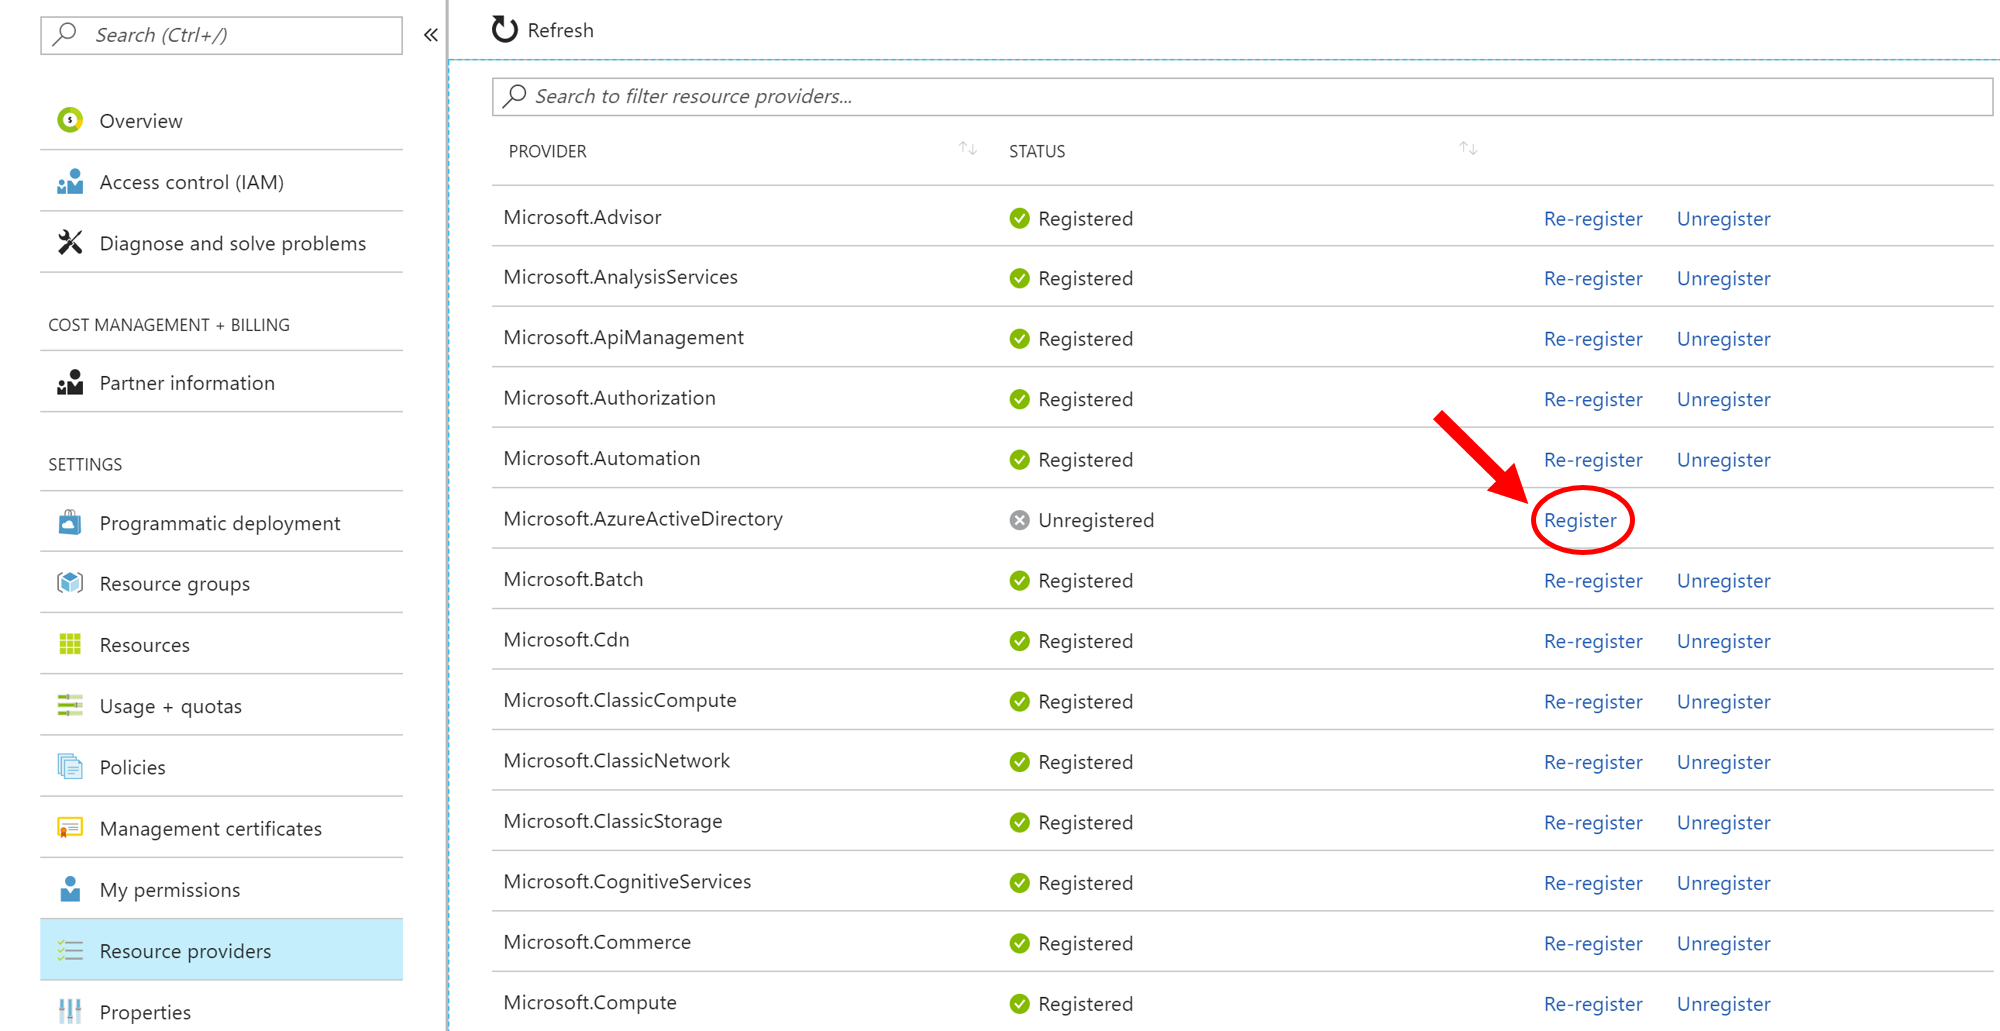 Search (Ctrl+/)
«
Overview
Access control (IAM)
Diagnose and solve problems
COST MANAGEMENT + BILLING
Partner information
SETTINGS
Programmatic deployment
Resource groups
Resources
Usage + quotas
Policies
Management certificates
My permissions
Resource providers
Properties
Refresh
Search to filter resource providers...
PROVIDER STATUS
Microsoft.Advisor Registered Re-register Unregister
Microsoft.AnalysisServices Registered Re-register Unregister
Microsoft.ApiManagement Registered Re-register Unregister
Microsoft.Authorization Registered Re-register Unregister
Microsoft.Automation Registered Re-register Unregister
Microsoft.AzureActiveDirectory Unregistered Register
Microsoft.Batch Registered Re-register Unregister
Microsoft.Cdn Registered Re-register Unregister
Microsoft.ClassicCompute Registered Re-register Unregister
Microsoft.ClassicNetwork Registered Re-register Unregister
Microsoft.ClassicStorage Registered Re-register Unregister
Microsoft.CognitiveServices Registered Re-register Unregister
Microsoft.Commerce Registered Re-register Unregister
Microsoft.Compute Registered Re-register Unregister